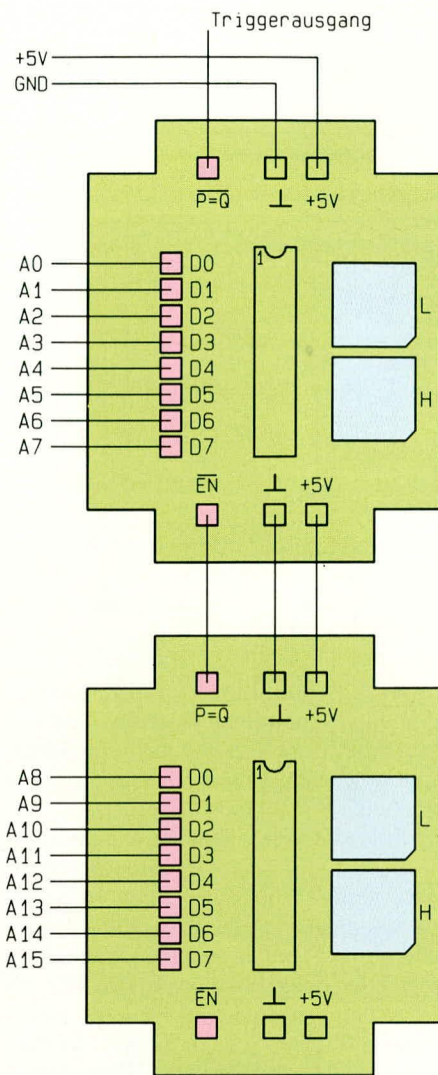 Triggerausgang
+5V
GND
P=Q ⊥ +5V
A0 D0
A1 D1
A2 D2
A3 D3
A4 D4
A5 D5
A6 D6
A7 D7
1
L
H
EN ⊥ +5V
P=Q ⊥ +5V
A8 D0
A9 D1
A10 D2
A11 D3
A12 D4
A13 D5
A14 D6
A15 D7
1
L
H
EN ⊥ +5V